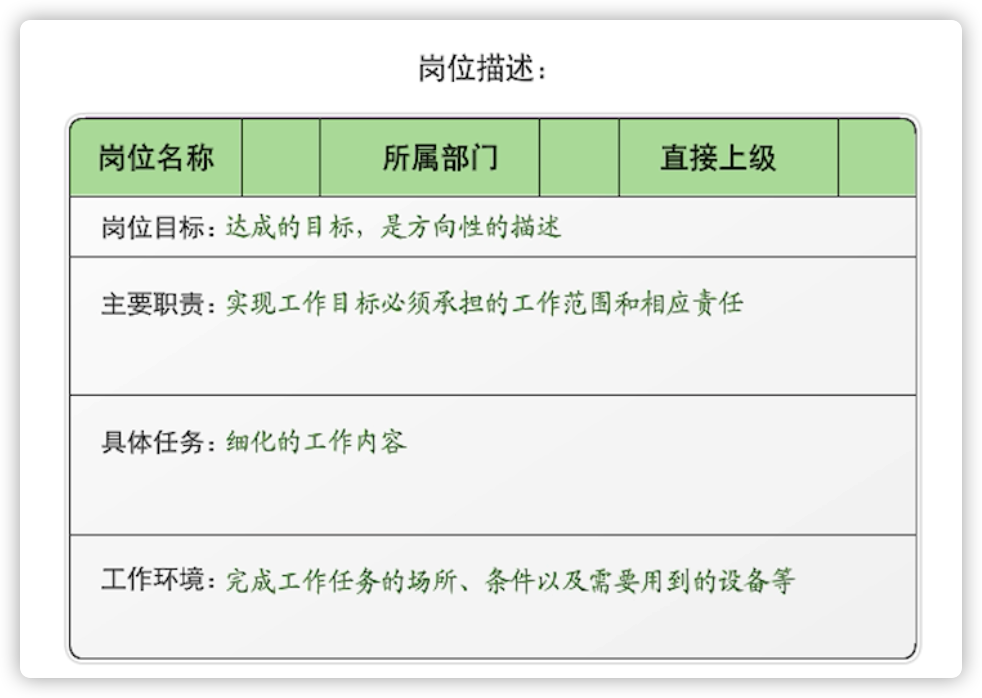 岗位描述：
岗位名称 所属部门 直接上级
岗位目标：达成的目标，是方向性的描述
主要职责：实现工作目标必须承担的工作范围和相应责任
具体任务：细化的工作内容
工作环境：完成工作任务的场所、条件以及需要用到的设备等